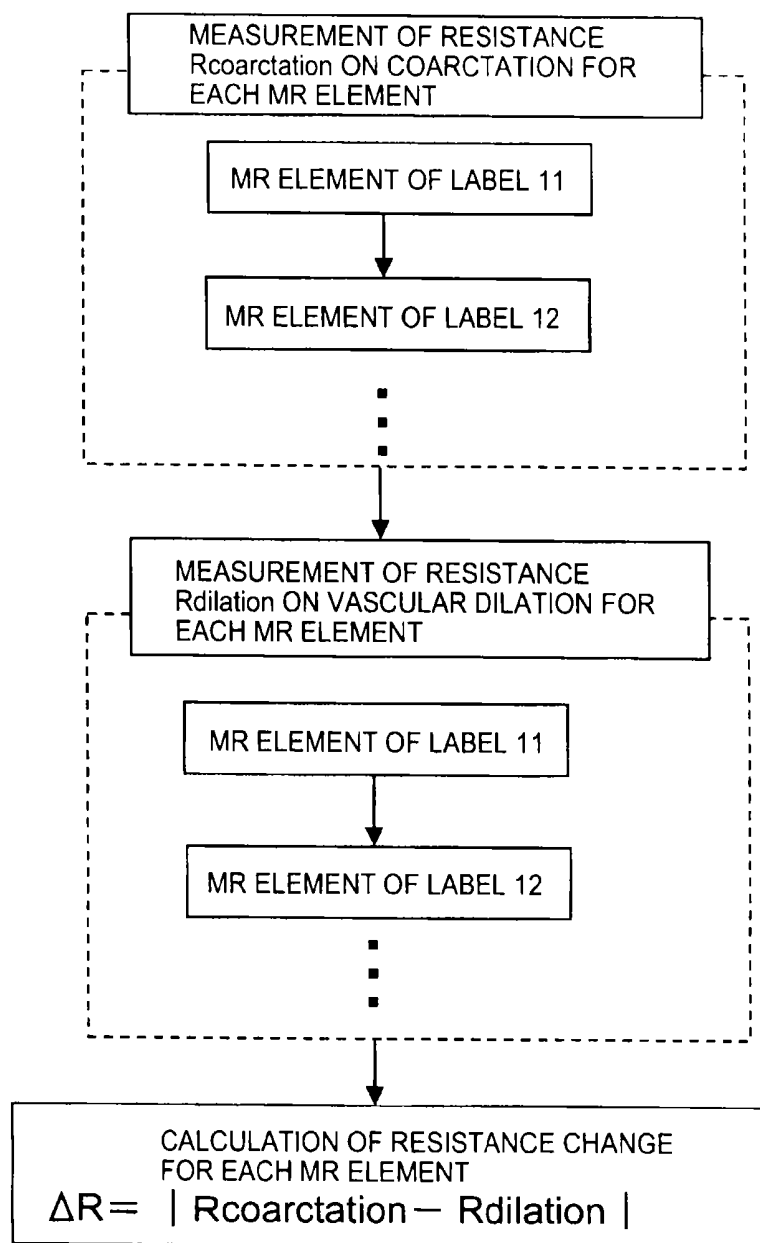 MEASUREMENT OF RESISTANCE
Rcoarctation ON COARCTATION FOR
EACH MR ELEMENT
MR ELEMENT OF LABEL 11
MR ELEMENT OF LABEL 12
MEASUREMENT OF RESISTANCE
Rdilation ON VASCULAR DILATION FOR
EACH MR ELEMENT
MR ELEMENT OF LABEL 11
MR ELEMENT OF LABEL 12
CALCULATION OF RESISTANCE CHANGE
FOR EACH MR ELEMENT
ΔR= | Rcoarctation− Rdilation |